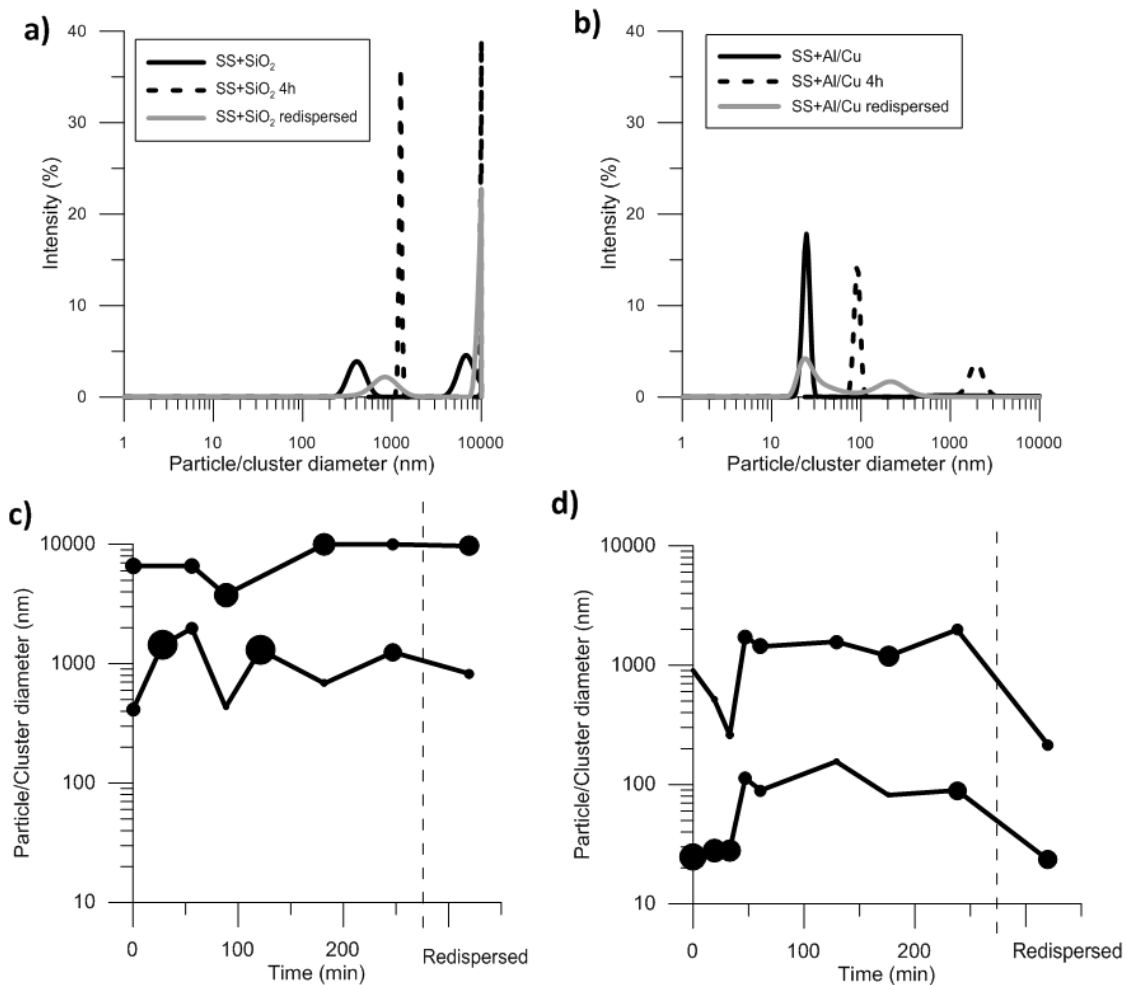 a)
40
30
20
10
0
Intensity (%)
SS+SiO₂
SS+SiO₂ 4h
SS+SiO₂ redispersed
1 10 100 1000 10000
Particle/cluster diameter (nm)
b)
40
30
20
10
0
Intensity (%)
SS+Al/Cu
SS+Al/Cu 4h
SS+Al/Cu redispersed
1 10 100 1000 10000
Particle/cluster diameter (nm)
c)
10000
1000
100
10
Particle/Cluster diameter (nm)
0 100 200 Redispersed
Time (min)
d)
10000
1000
100
10
Particle/Cluster diameter (nm)
0 100 200 Redispersed
Time (min)